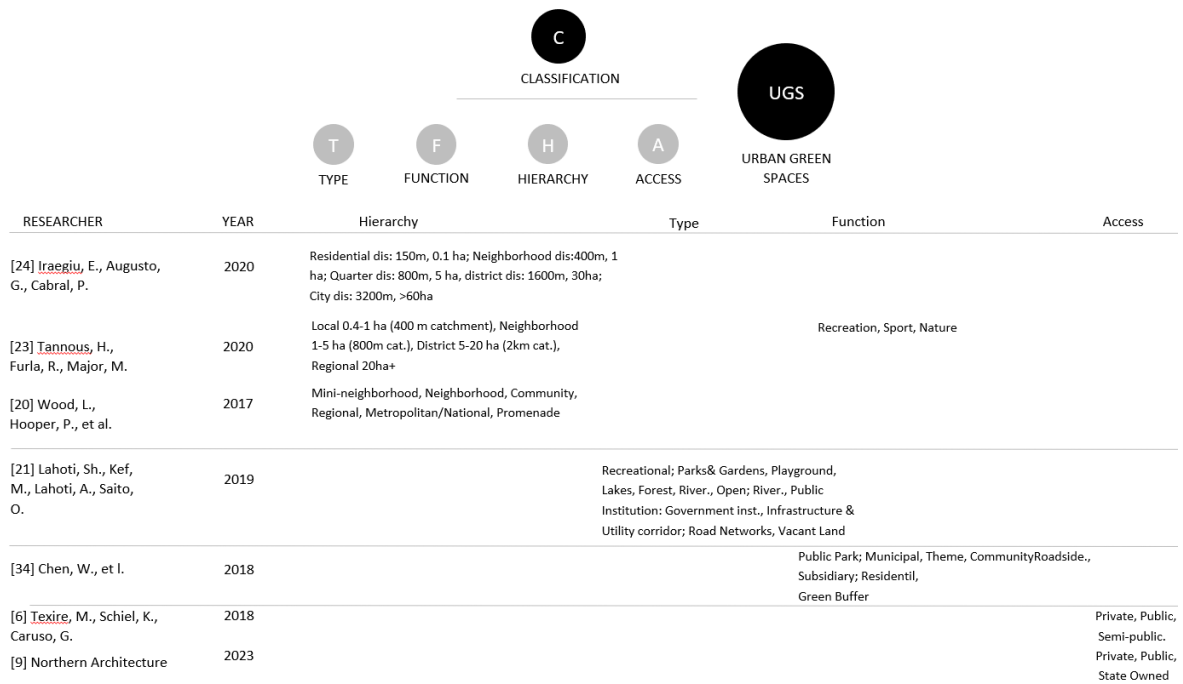 C
CLASSIFICATION
UGS
URBAN GREEN
SPACES
T
TYPE
F
FUNCTION
H
HIERARCHY
A
ACCESS
RESEARCHER YEAR Hierarchy Type Function Access
[24] Iraegiu, E., Augusto,
G., Cabral, P.
2020
Residential dis: 150m, 0.1 ha; Neighborhood dis:400m, 1
ha; Quarter dis: 800m, 5 ha, district dis: 1600m, 30ha;
City dis: 3200m, >60ha
[23] Tannous, H.,
Furla, R., Major, M.
2020
Local 0.4-1 ha (400 m catchment), Neighborhood
1-5 ha (800m cat.), District 5-20 ha (2km cat.),
Regional 20ha+
Recreation, Sport, Nature
[20] Wood, L.,
Hooper, P., et al.
2017
Mini-neighborhood, Neighborhood, Community,
Regional, Metropolitan/National, Promenade
[21] Lahoti, Sh., Kef,
M., Lahoti, A., Saito,
O.
2019
Recreational; Parks& Gardens, Playground,
Lakes, Forest, River., Open; River., Public
Institution: Government inst., Infrastructure &
Utility corridor; Road Networks, Vacant Land
[34] Chen, W., et l.
2018
Public Park; Municipal, Theme, CommunityRoadside.,
Subsidiary; Residentil,
Green Buffer
[6] Texire, M., Schiel, K.,
Caruso, G.
2018
Private, Public,
Semi-public.
[9] Northern Architecture
2023
Private, Public,
State Owned